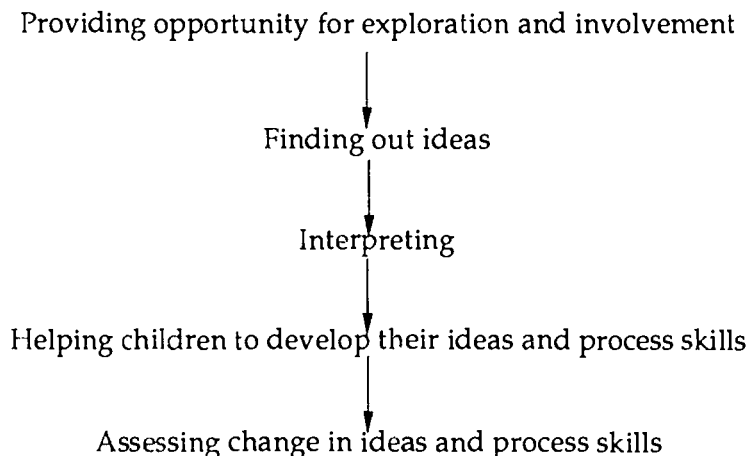 Providing opportunity for exploration and involvement
Finding out ideas
Interpreting
Helping children to develop their ideas and process skills
Assessing change in ideas and process skills